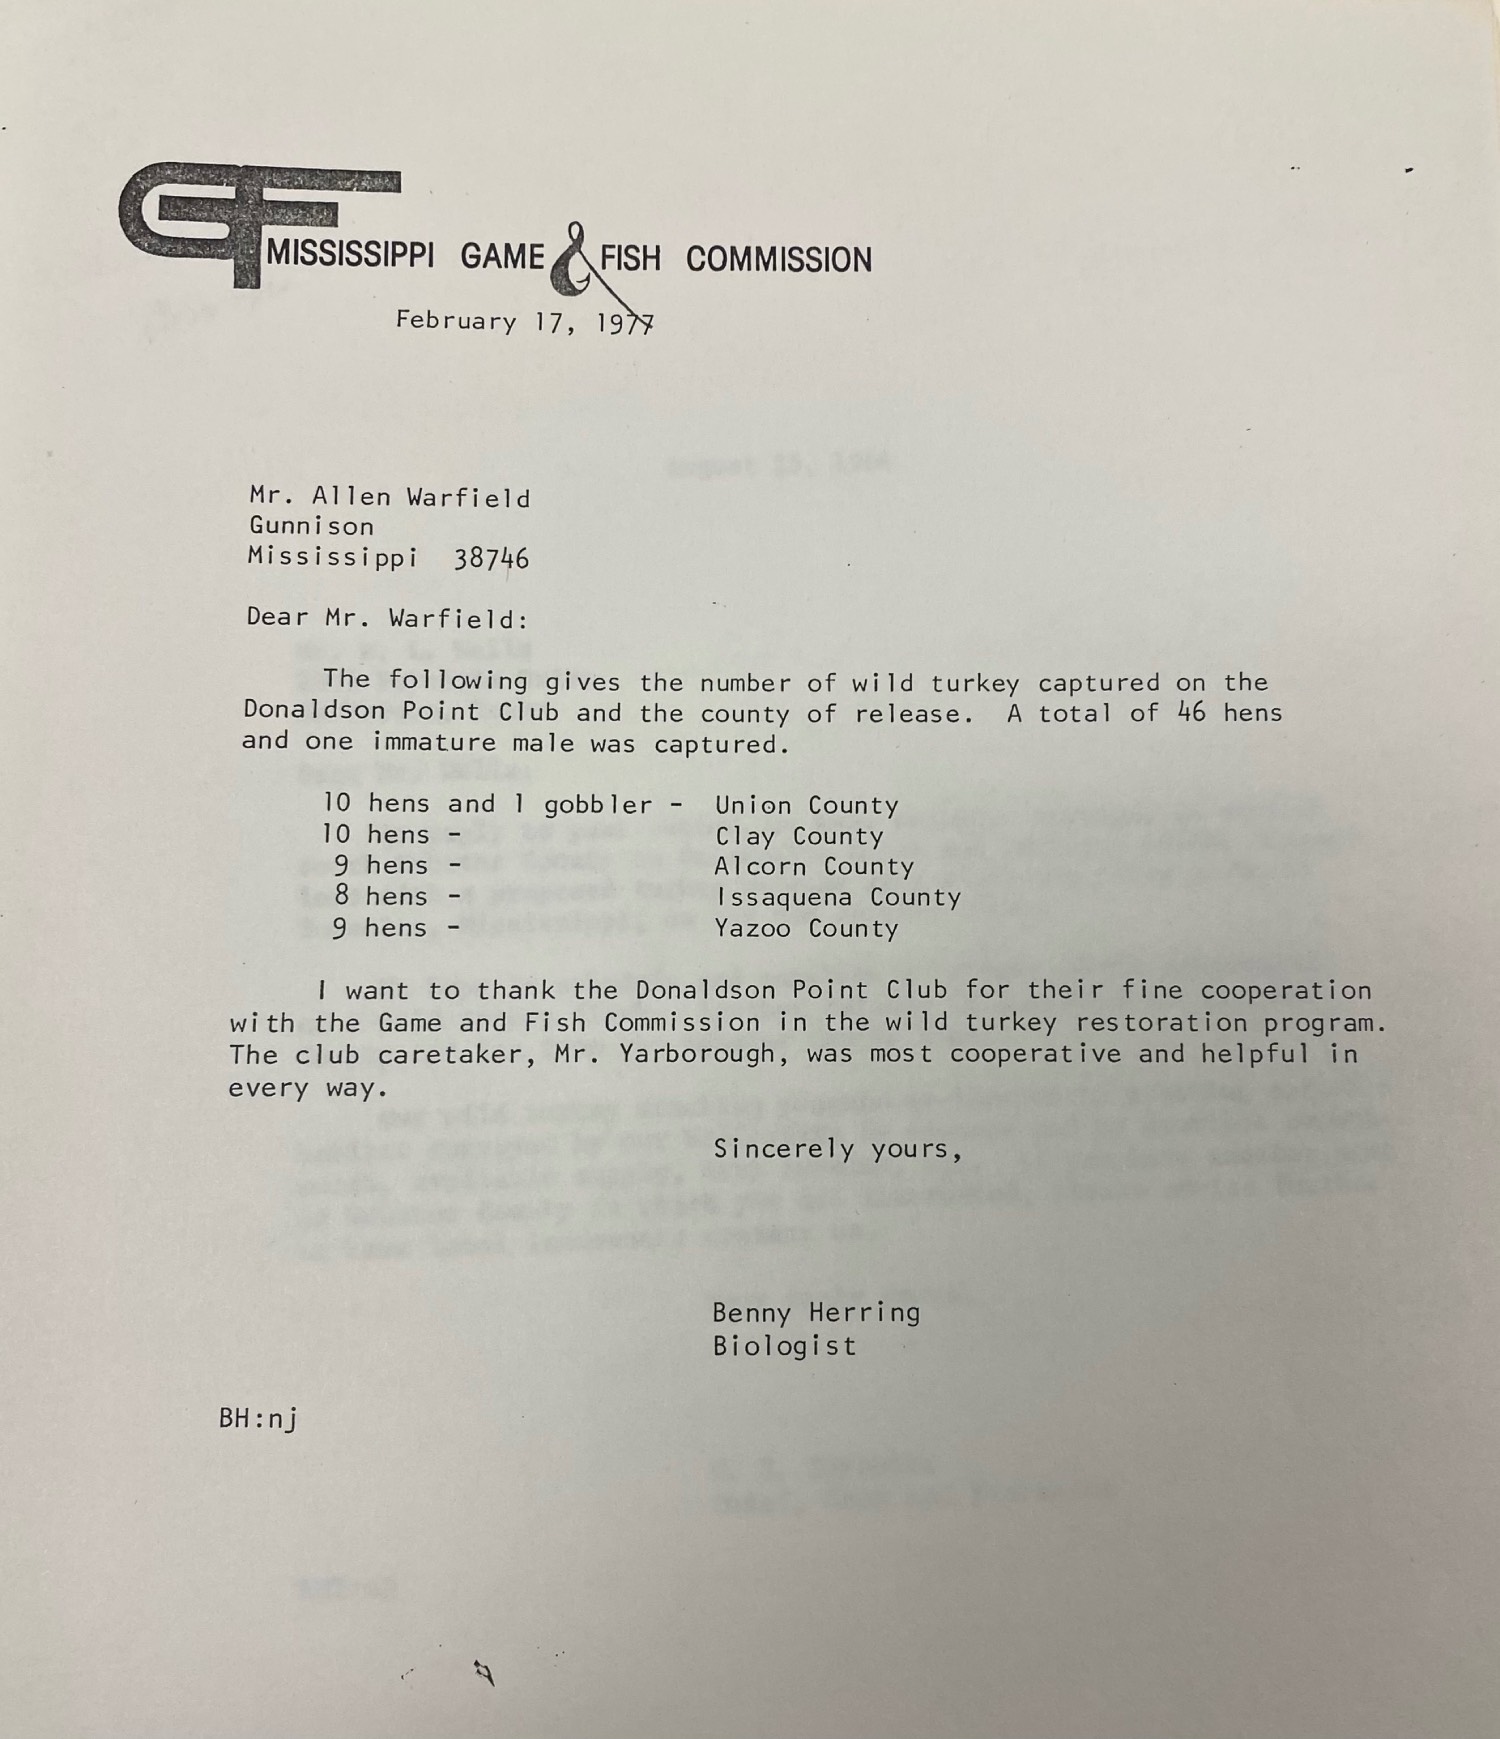 GF
MISSISSIPPI GAME & FISH COMMISSION
February 17, 1977
Mr. Allen Warfield
Gunnison
Mississippi 38746
Dear Mr. Warfield:
The following gives the number of wild turkey captured on the
Donaldson Point Club and the county of release. A total of 46 hens
and one immature male was captured.
10 hens and 1 gobbler - Union County
10 hens - Clay County
9 hens - Alcorn County
8 hens - Issaquena County
9 hens - Yazoo County
I want to thank the Donaldson Point Club for their fine cooperation
with the Game and Fish Commission in the wild turkey restoration program.
The club caretaker, Mr. Yarborough, was most cooperative and helpful in
every way.
Sincerely yours,
Benny Herring
Biologist
BH:nj